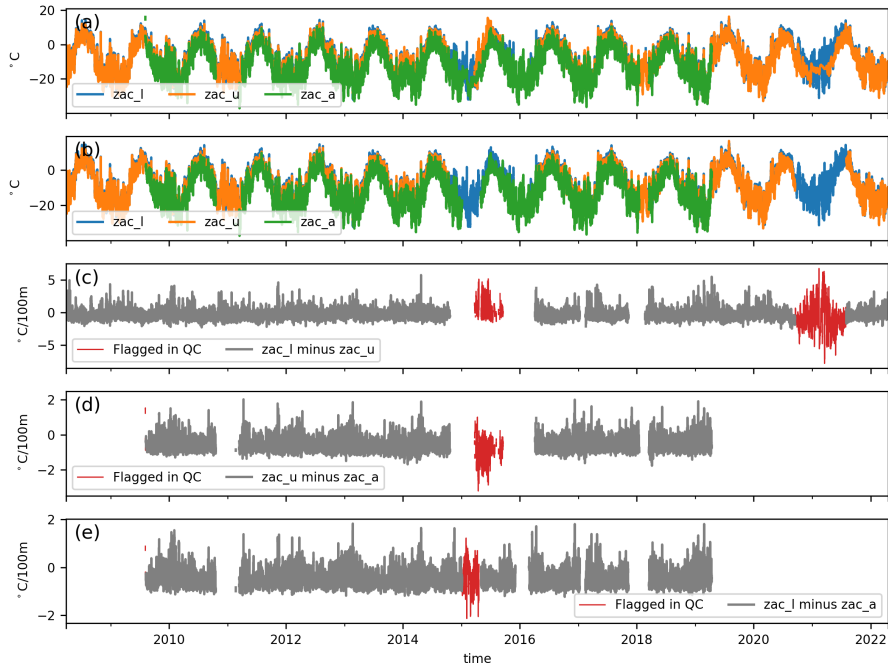 (a)
20
0
−20
°C
zac_l zac_u zac_a
(b)
0
−20
°C
zac_l zac_u zac_a
(c)
5
0
−5
°C/100m
Flagged in QC zac_l minus zac_u
(d)
2
0
−2
°C/100m
Flagged in QC zac_u minus zac_a
(e)
2
0
−2
°C/100m
Flagged in QC zac_l minus zac_a
2010 2012 2014 2016 2018 2020 2022
time